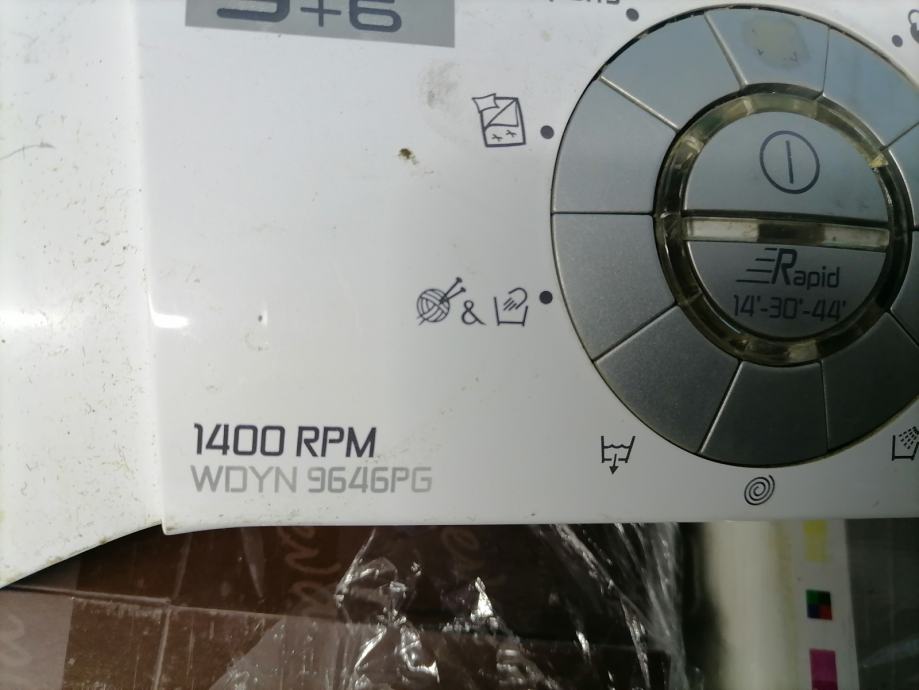 9+6
&
Rapid
14'-30'-44'
1400 RPM
WDYN 9646PG